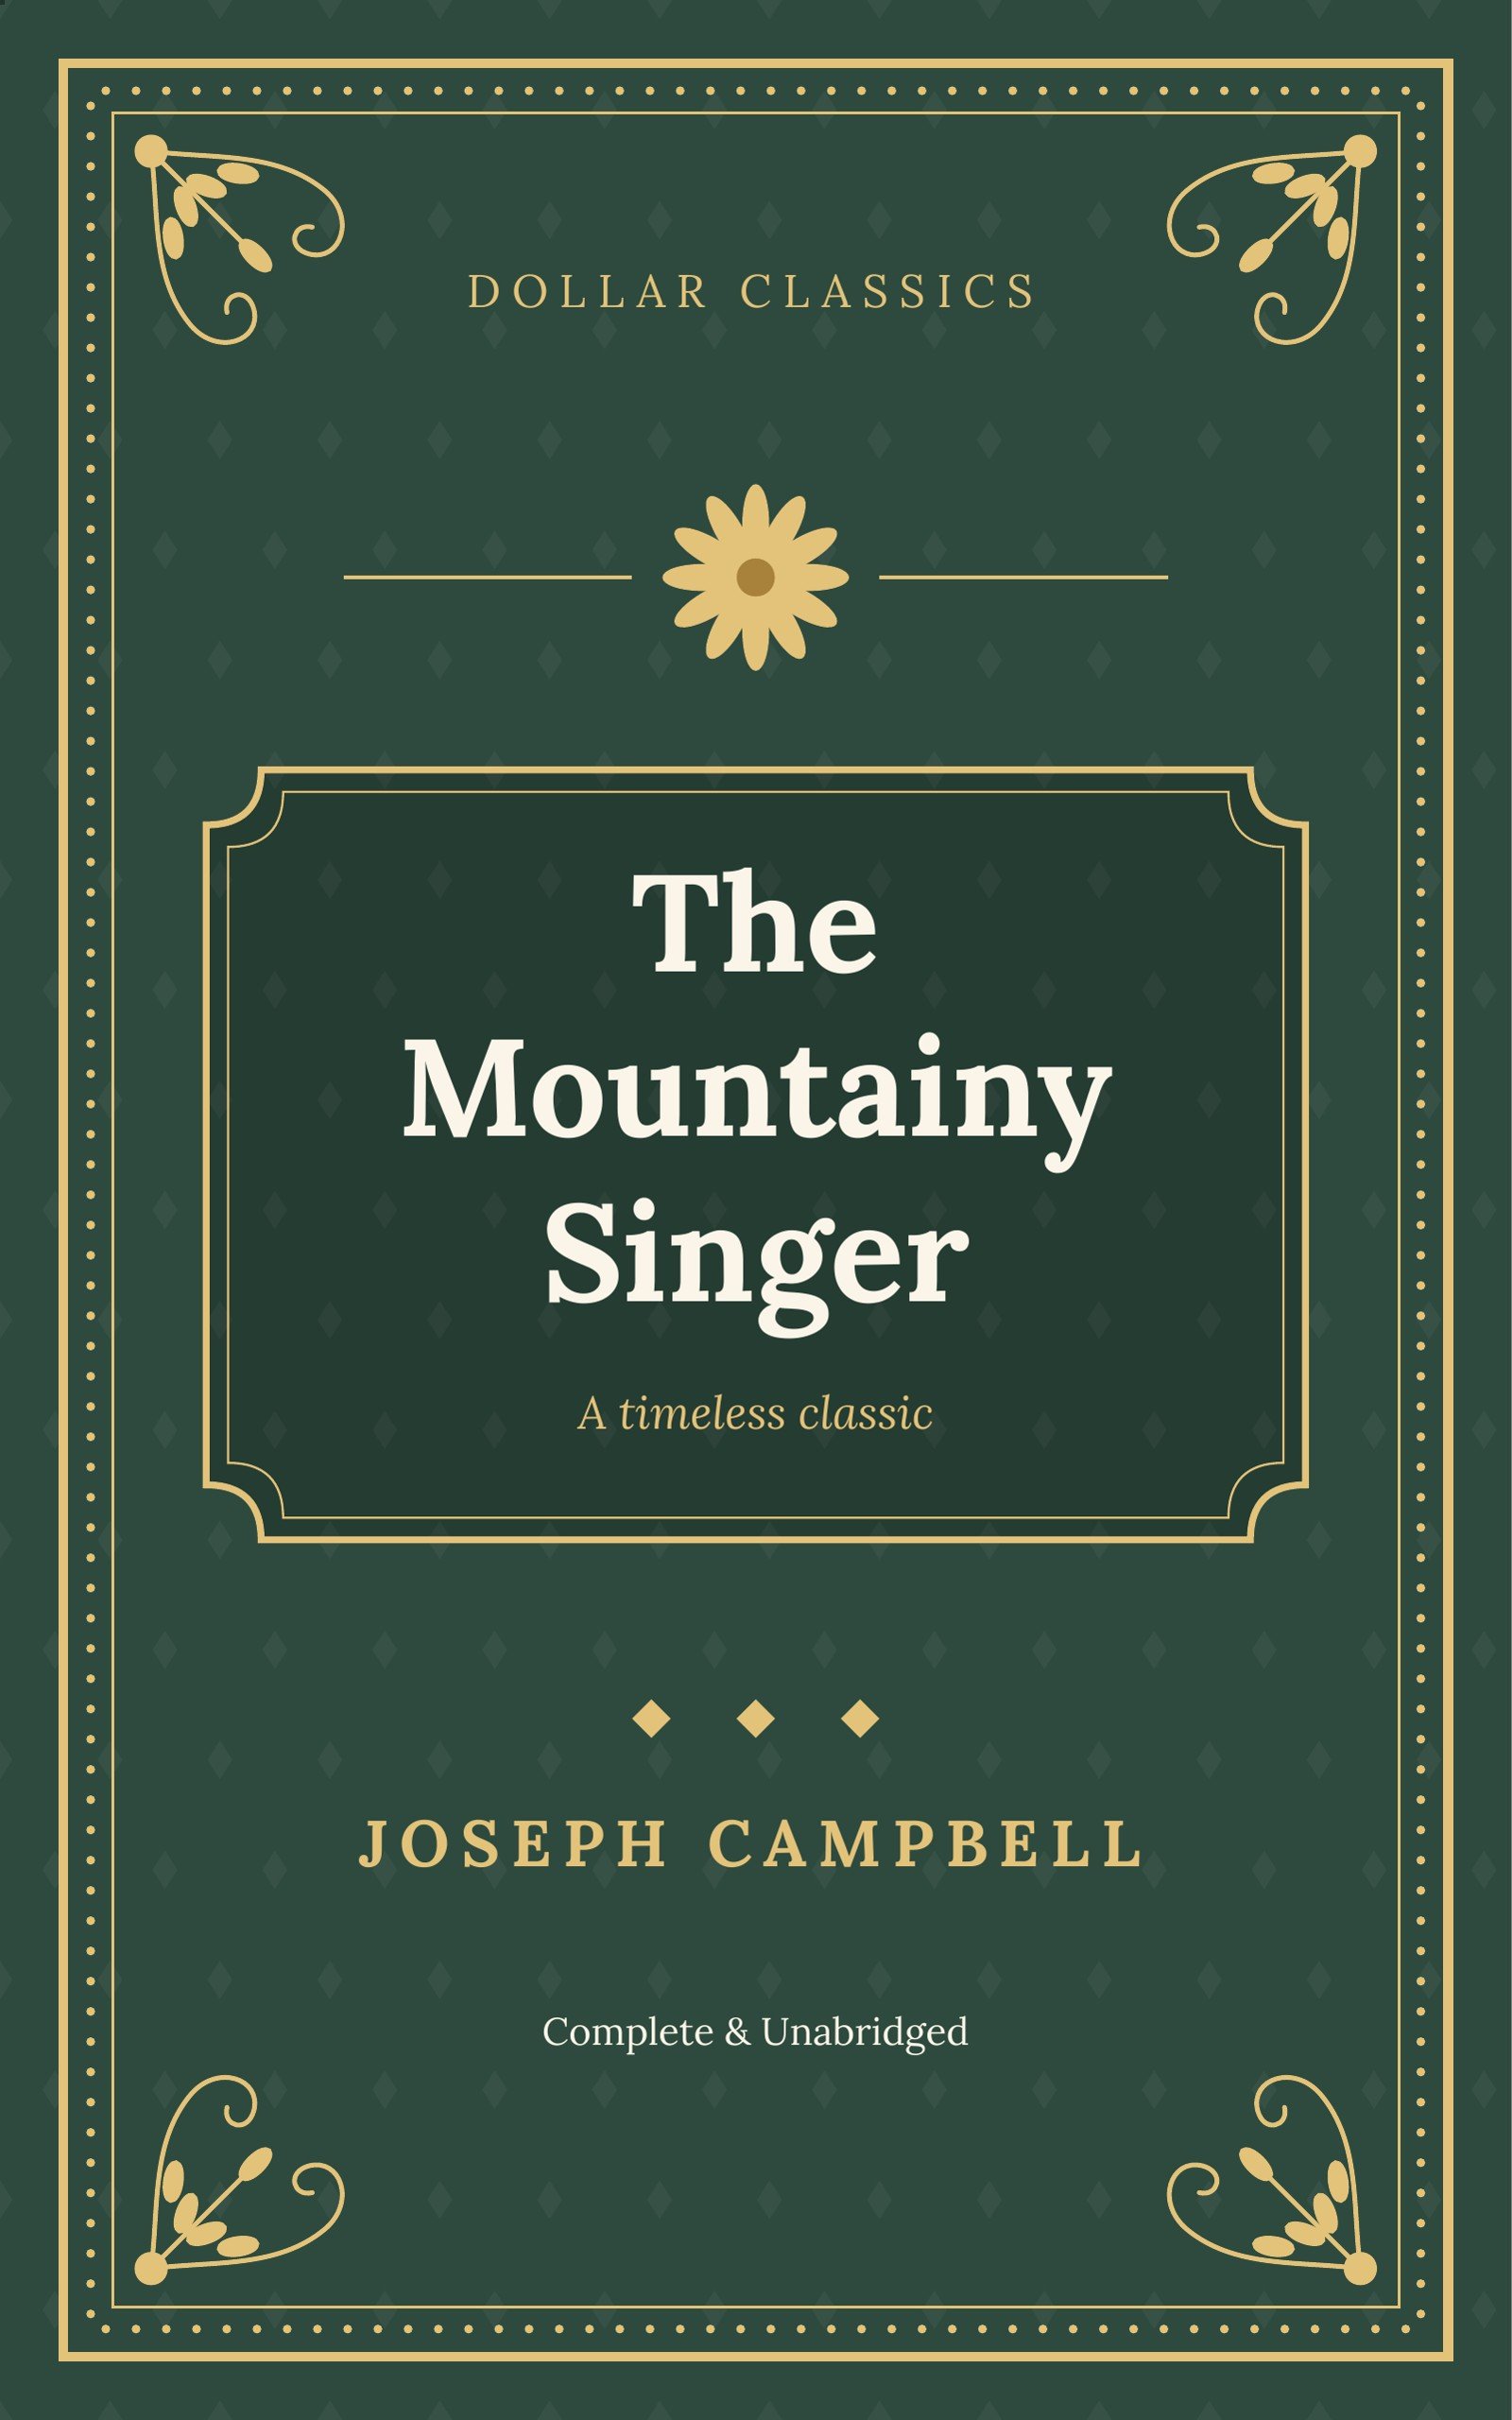 DOLLAR CLASSICS
The
Mountainy
Singer
A timeless classic
JOSEPH CAMPBELL
Complete & Unabridged